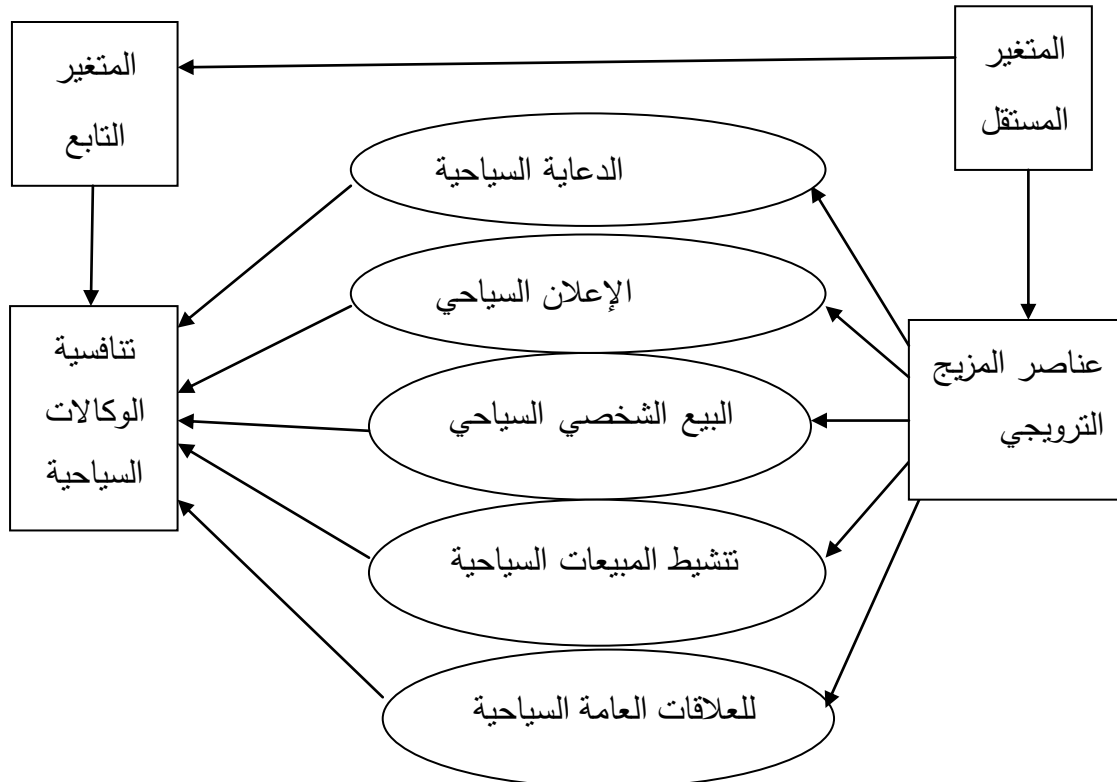 المتغير
المستقل
المتغير
التابع
الدعاية السياحية
الإعلان السياحي
عناصر المزيج
الترويجي
تنافسية
الوكالات
السياحية
البيع الشخصي السياحي
تنشيط المبيعات السياحية
للعلاقات العامة السياحية